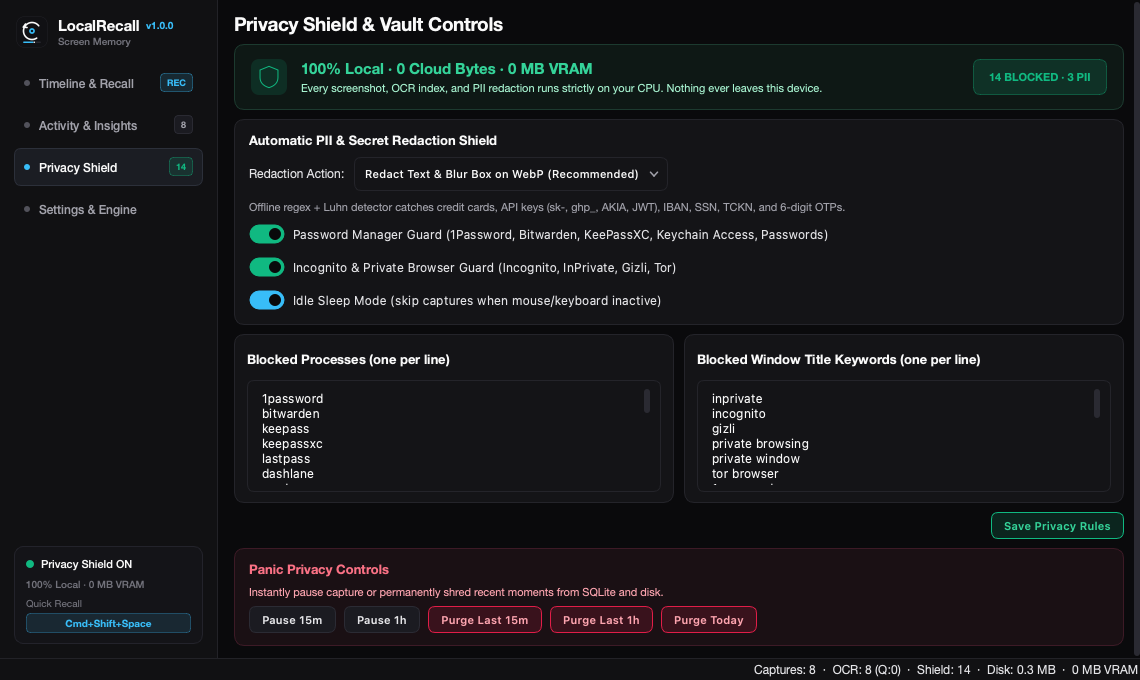 LocalRecall v1.0.0
Screen Memory
Timeline & Recall REC
Activity & Insights 8
Privacy Shield 14
Settings & Engine
Privacy Shield ON
100% Local · 0 MB VRAM
Quick Recall
Cmd+Shift+Space
Privacy Shield & Vault Controls
100% Local · 0 Cloud Bytes · 0 MB VRAM
Every screenshot, OCR index, and PII redaction runs strictly on your CPU. Nothing ever leaves this device.
14 BLOCKED · 3 PII
Automatic PII & Secret Redaction Shield
Redaction Action: Redact Text & Blur Box on WebP (Recommended)
Offline regex + Luhn detector catches credit cards, API keys (sk-, ghp_, AKIA, JWT), IBAN, SSN, TCKN, and 6-digit OTPs.
Password Manager Guard (1Password, Bitwarden, KeePassXC, Keychain Access, Passwords)
Incognito & Private Browser Guard (Incognito, InPrivate, Gizli, Tor)
Idle Sleep Mode (skip captures when mouse/keyboard inactive)
Blocked Processes (one per line)
1password
bitwarden
keepass
keepassxc
lastpass
dashlane
Blocked Window Title Keywords (one per line)
inprivate
incognito
gizli
private browsing
private window
tor browser
Save Privacy Rules
Panic Privacy Controls
Instantly pause capture or permanently shred recent moments from SQLite and disk.
Pause 15m Pause 1h Purge Last 15m Purge Last 1h Purge Today
Captures: 8 · OCR: 8 (Q:0) · Shield: 14 · Disk: 0.3 MB · 0 MB VRAM